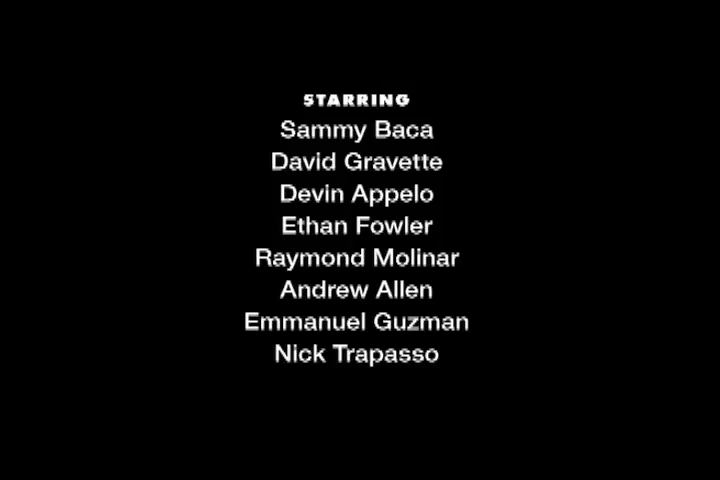 STARRING
Sammy Baca
David Gravette
Devin Appelo
Ethan Fowler
Raymond Molinar
Andrew Allen
Emmanuel Guzman
Nick Trapasso